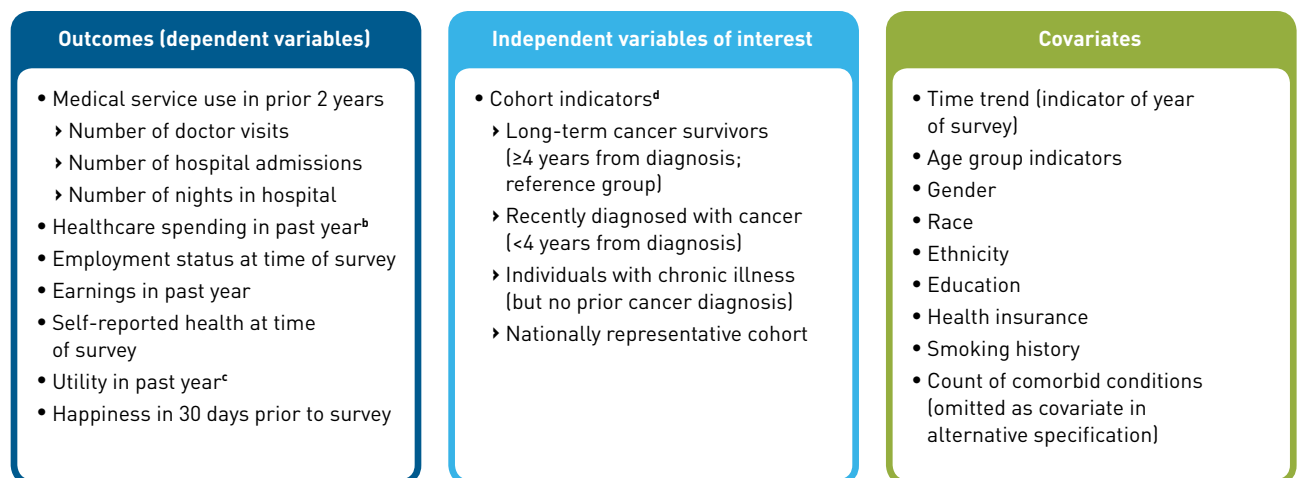 Outcomes (dependent variables)
• Medical service use in prior 2 years
› Number of doctor visits
› Number of hospital admissions
› Number of nights in hospital
• Healthcare spending in past yearᵇ
• Employment status at time of survey
• Earnings in past year
• Self-reported health at time
of survey
• Utility in past yearᶜ
• Happiness in 30 days prior to survey
Independent variables of interest
• Cohort indicatorsᵈ
› Long-term cancer survivors
(≥4 years from diagnosis;
reference group)
› Recently diagnosed with cancer
(<4 years from diagnosis)
› Individuals with chronic illness
(but no prior cancer diagnosis)
› Nationally representative cohort
Covariates
• Time trend (indicator of year
of survey)
• Age group indicators
• Gender
• Race
• Ethnicity
• Education
• Health insurance
• Smoking history
• Count of comorbid conditions
(omitted as covariate in
alternative specification)